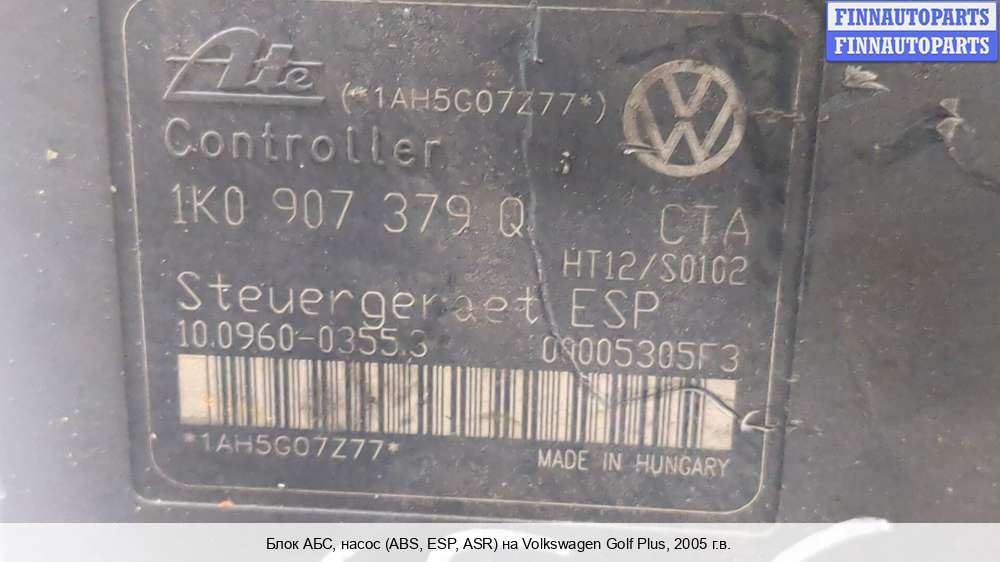 FINNAUTOPARTS
FINNAUTOPARTS
Ate (*1AH5G07Z77*)
Controller
1K0 907 379 Q CTA
HT12/S0102
Steuergeraet ESP
10.0960-0355.3 00005305F3
*1AH5G07Z77*
MADE IN HUNGARY
Блок АБС, насос (ABS, ESP, ASR) на Volkswagen Golf Plus, 2005 г.в.